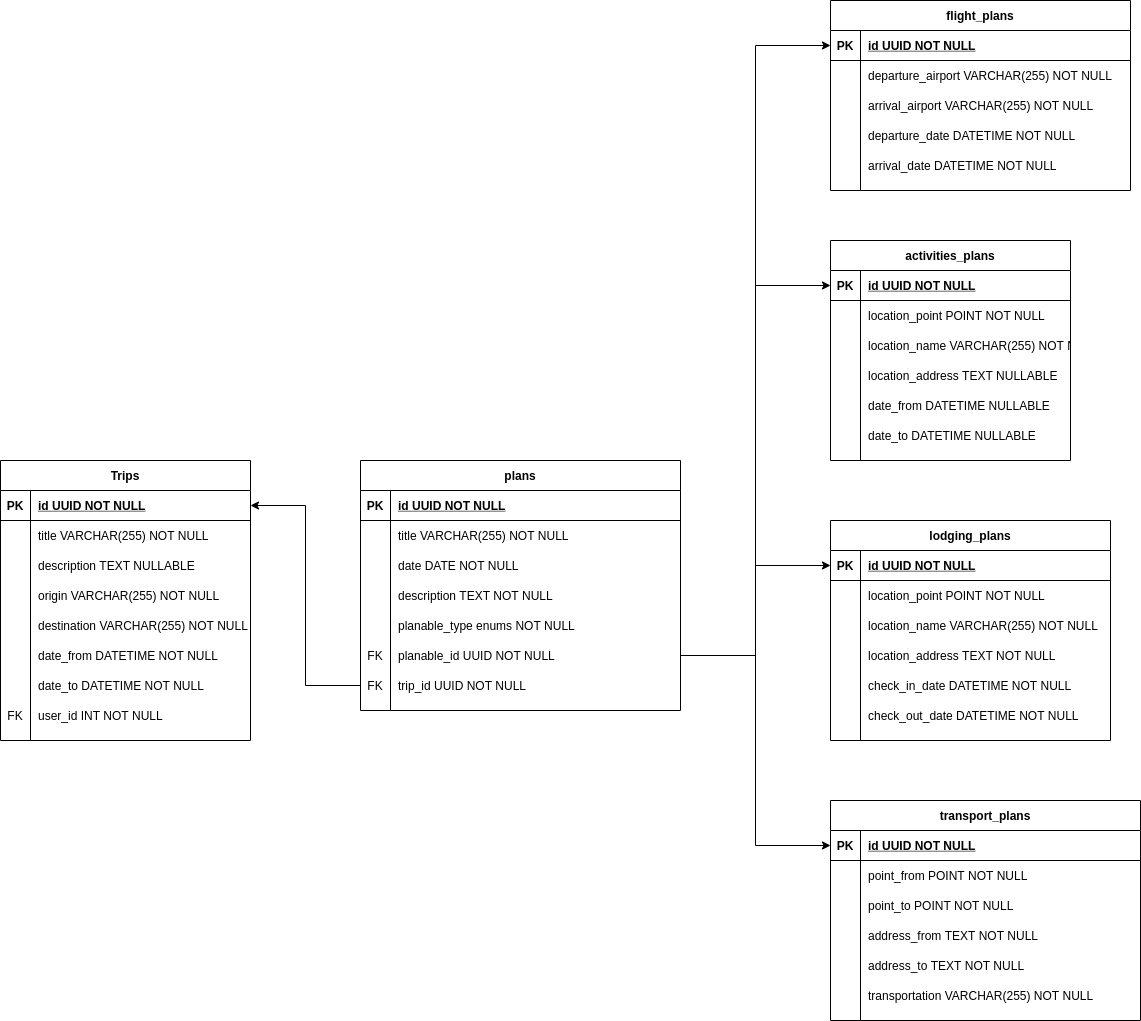 flight_plans
PK id UUID NOT NULL
departure_airport VARCHAR(255) NOT NULL
arrival_airport VARCHAR(255) NOT NULL
departure_date DATETIME NOT NULL
arrival_date DATETIME NOT NULL
activities_plans
PK id UUID NOT NULL
location_point POINT NOT NULL
location_name VARCHAR(255) NOT
location_address TEXT NULLABLE
date_from DATETIME NULLABLE
date_to DATETIME NULLABLE
Trips
PK id UUID NOT NULL
title VARCHAR(255) NOT NULL
description TEXT NULLABLE
origin VARCHAR(255) NOT NULL
destination VARCHAR(255) NOT NULL
date_from DATETIME NOT NULL
date_to DATETIME NOT NULL
FK user_id INT NOT NULL
plans
PK id UUID NOT NULL
title VARCHAR(255) NOT NULL
date DATE NOT NULL
description TEXT NOT NULL
planable_type enums NOT NULL
FK planable_id UUID NOT NULL
FK trip_id UUID NOT NULL
lodging_plans
PK id UUID NOT NULL
location_point POINT NOT NULL
location_name VARCHAR(255) NOT NULL
location_address TEXT NOT NULL
check_in_date DATETIME NOT NULL
check_out_date DATETIME NOT NULL
transport_plans
PK id UUID NOT NULL
point_from POINT NOT NULL
point_to POINT NOT NULL
address_from TEXT NOT NULL
address_to TEXT NOT NULL
transportation VARCHAR(255) NOT NULL